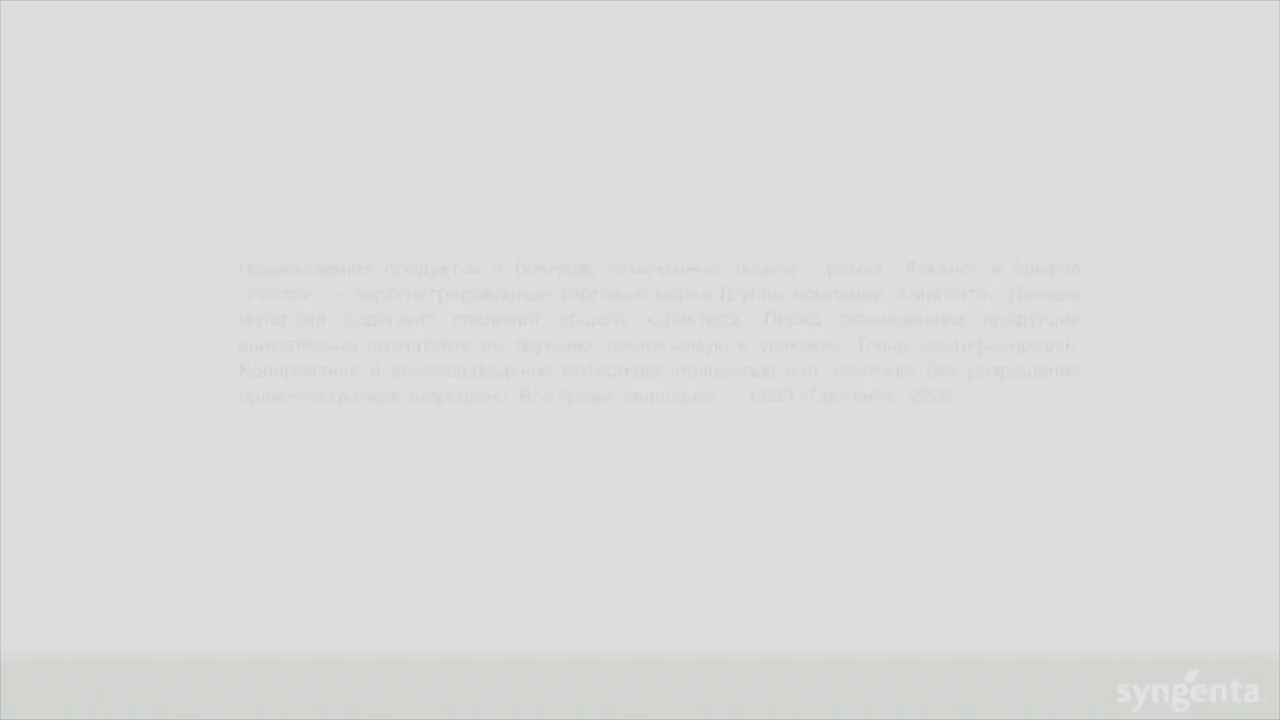 Наименования продуктов и брендов, отмеченные знаком , рамка «Альянс» и символ
«Росток» — зарегистрированные торговые марки Группы компаний «Сингента». Данный
материал содержит сведения общего характера. Перед применением продукции
внимательно прочитайте инструкцию, прилагаемую к упаковке. Товар сертифицирован.
Копирование и воспроизведение материала (полностью или частично) без разрешения
правообладателя запрещено. Все права защищены. ООО «Сингента» 2020
syngenta